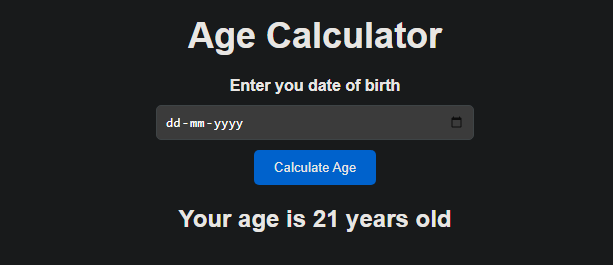 Age Calculator
Enter you date of birth
dd-mm-yyyy
Calculate Age
Your age is 21 years old